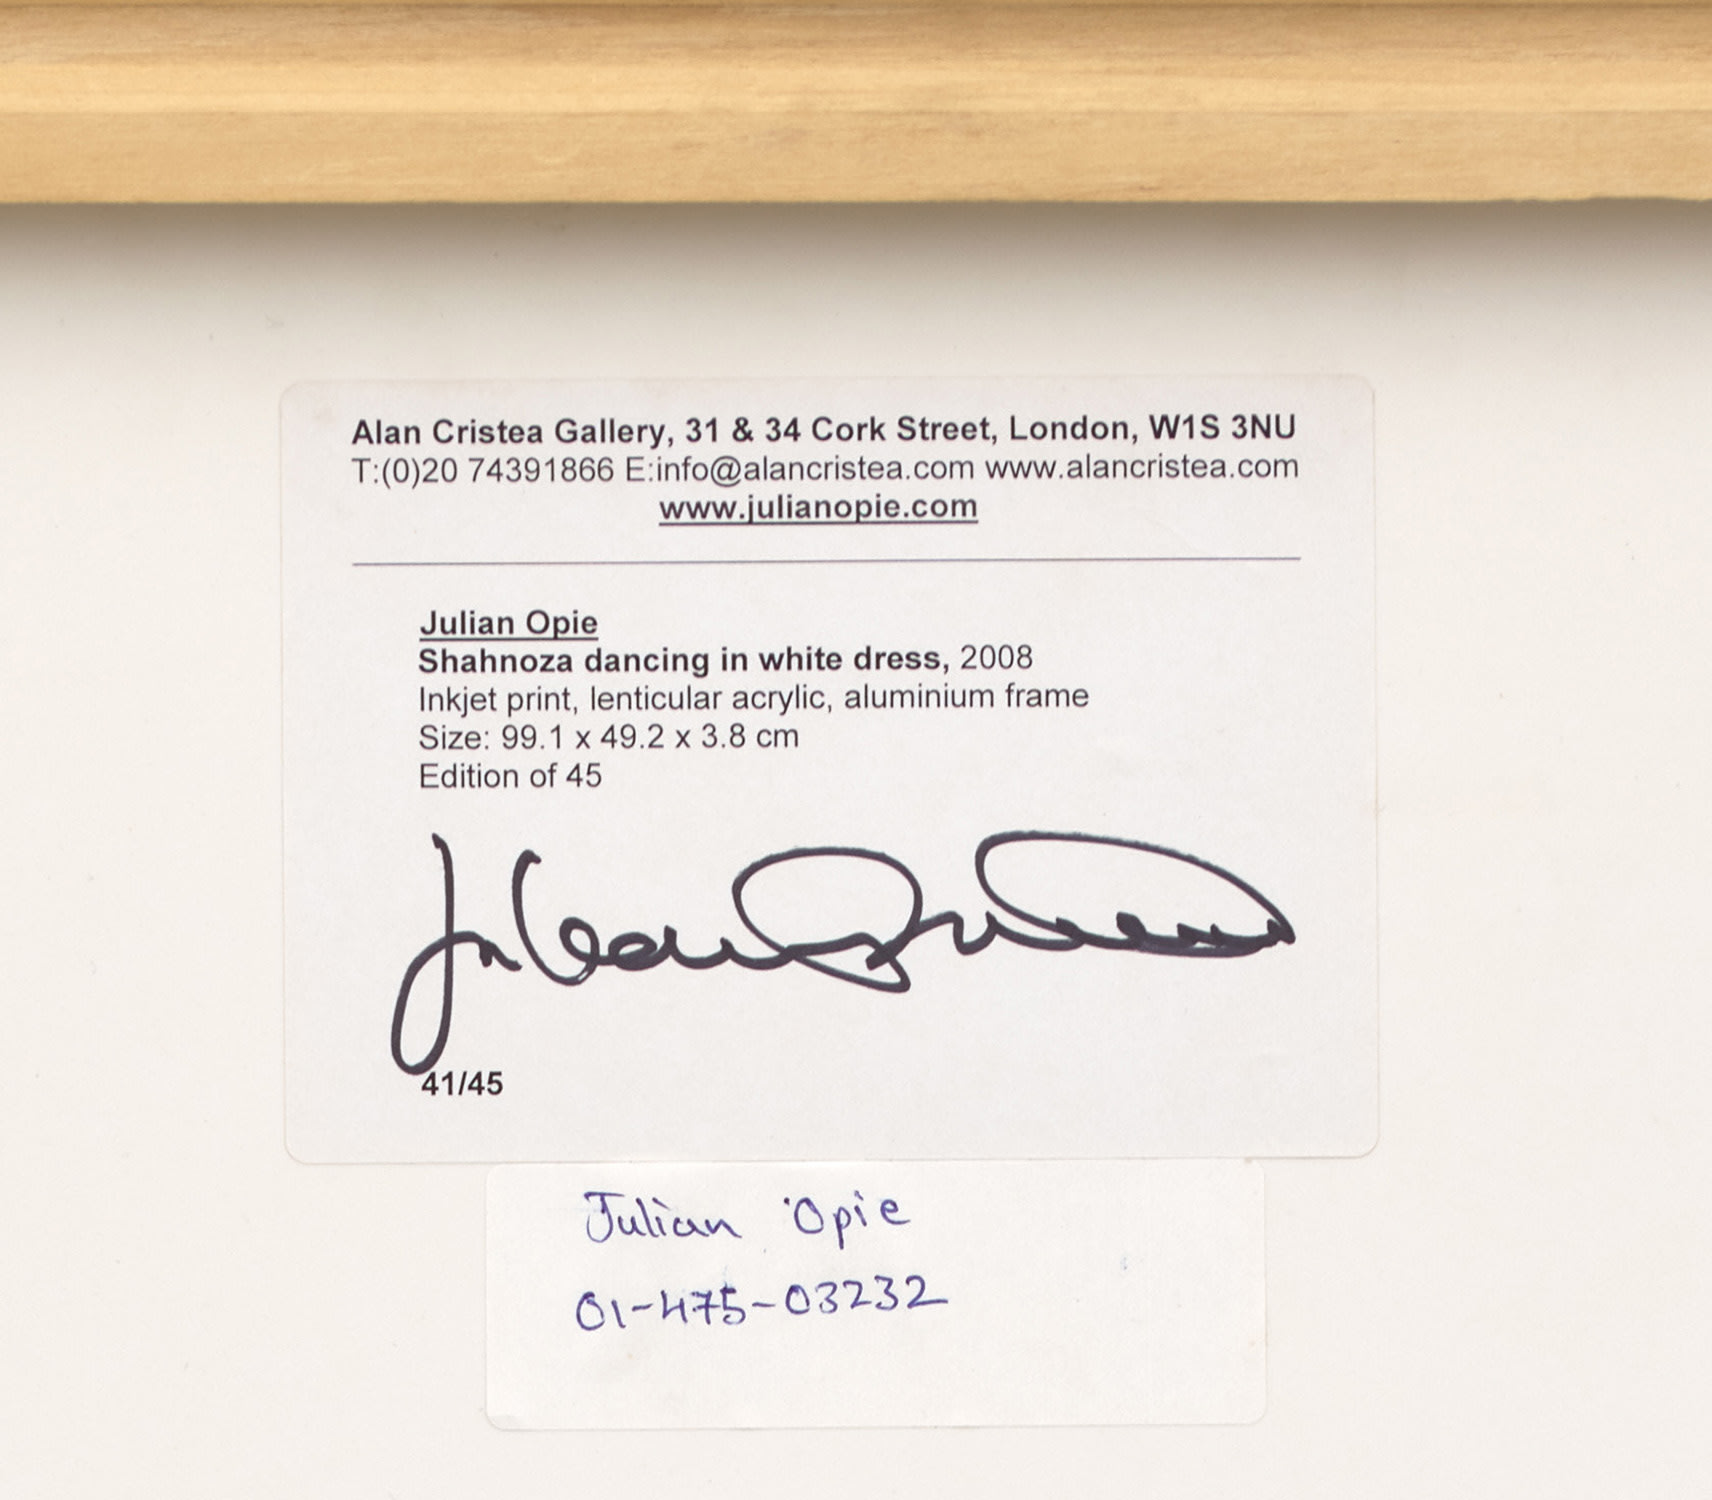 Alan Cristea Gallery, 31 & 34 Cork Street, London, W1S 3NU
T:(0)20 74391866 E:info@alancristea.com www.alancristea.com
www.julianopie.com
Julian Opie
Shahnoza dancing in white dress, 2008
Inkjet print, lenticular acrylic, aluminium frame
Size: 99.1 x 49.2 x 3.8 cm
Edition of 45
Julian Opie
41/45
Julian Opie
01-475-03232